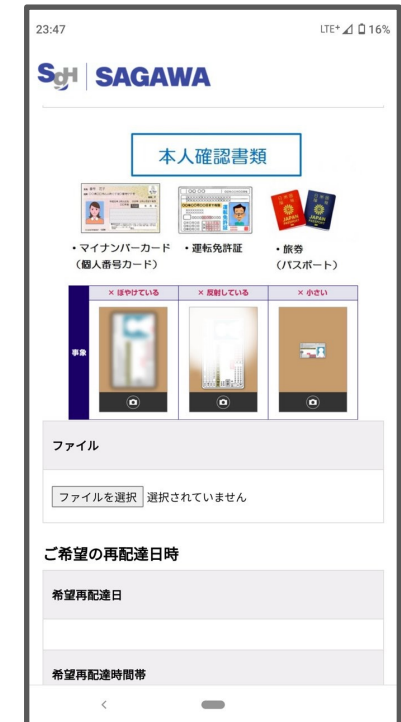 23:47 LTE+ 16%
SGH SAGAWA
本人確認書類
・マイナンバーカード
(個人番号カード)
・運転免許証
・旅券
(パスポート)
× ぼやけている × 反射している × 小さい
事象
ファイル
ファイルを選択 選択されていません
ご希望の再配達日時
希望再配達日
希望再配達時間帯